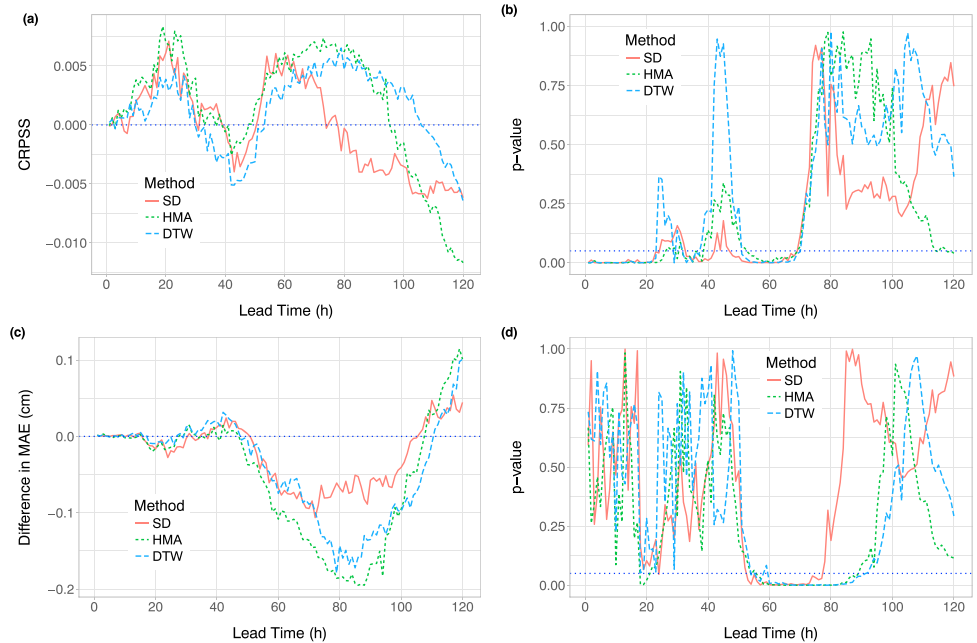 (a)
CRPSS
0.005
0.000
−0.005
−0.010
Method
SD
HMA
DTW
0 20 40 60 80 100 120
Lead Time (h)
(b)
p−value
1.00
0.75
0.50
0.25
0.00
Method
SD
HMA
DTW
0 20 40 60 80 100 120
Lead Time (h)
(c)
Difference in MAE (cm)
0.1
0.0
−0.1
−0.2
Method
SD
HMA
DTW
0 20 40 60 80 100 120
Lead Time (h)
(d)
p−value
1.00
0.75
0.50
0.25
0.00
Method
SD
HMA
DTW
0 20 40 60 80 100 120
Lead Time (h)